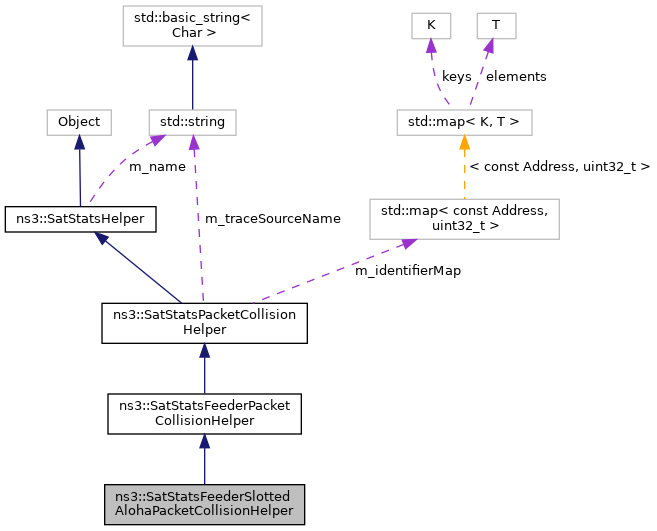 std::basic_string<
Char >
K
T
keys
elements
Object
std::string
std::map< K, T >
m_name
< const Address, uint32_t >
ns3::SatStatsHelper
m_traceSourceName
std::map< const Address,
uint32_t >
m_identifierMap
ns3::SatStatsPacketCollision
Helper
ns3::SatStatsFeederPacket
CollisionHelper
ns3::SatStatsFeederSlotted
AlohaPacketCollisionHelper